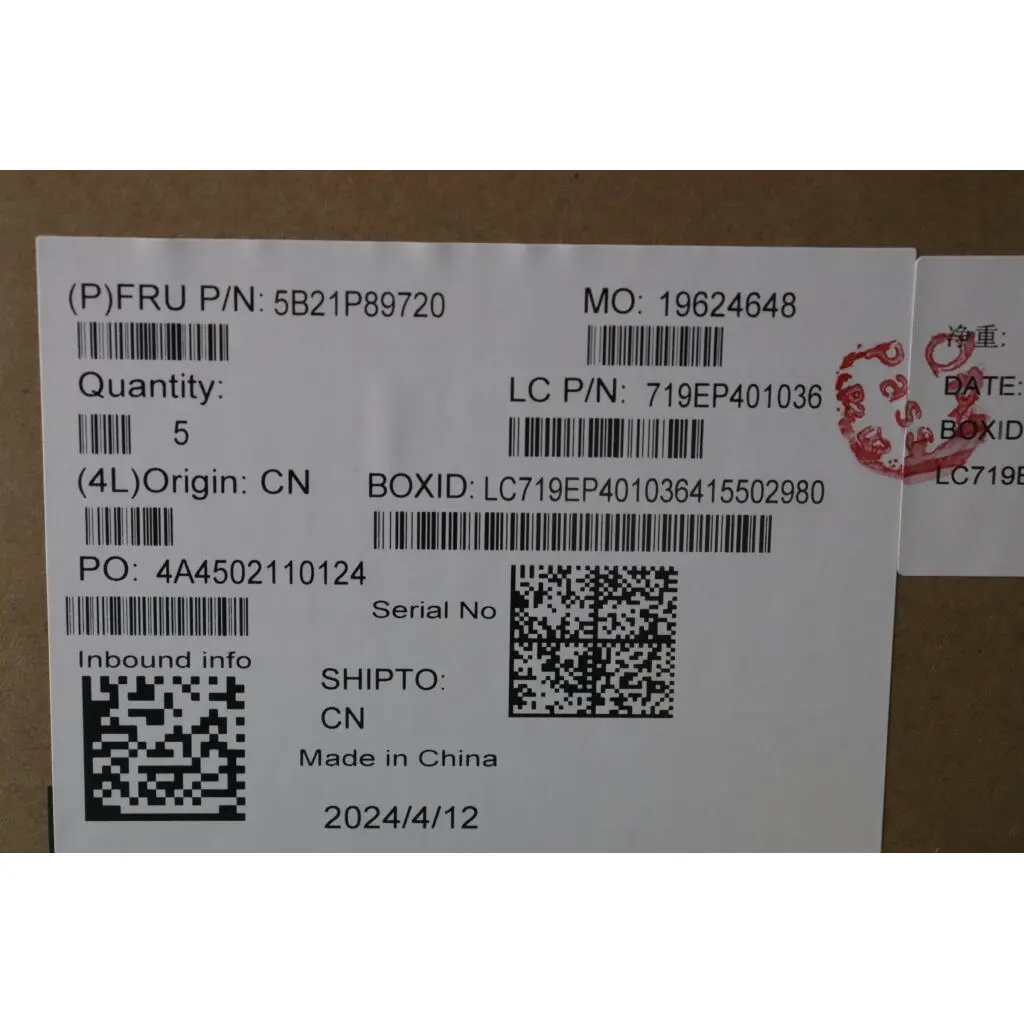 (P)FRU P/N: 5B21P89720
MO: 19624648
Quantity:
5
LC P/N: 719EP401036
(4L)Origin: CN
BOXID: LC719EP401036415502980
PO: 4A4502110124
Serial No
Inbound info
SHIPTO:
CN
Made in China
2024/4/12
净重:
DATE:
BOXID
LC719E